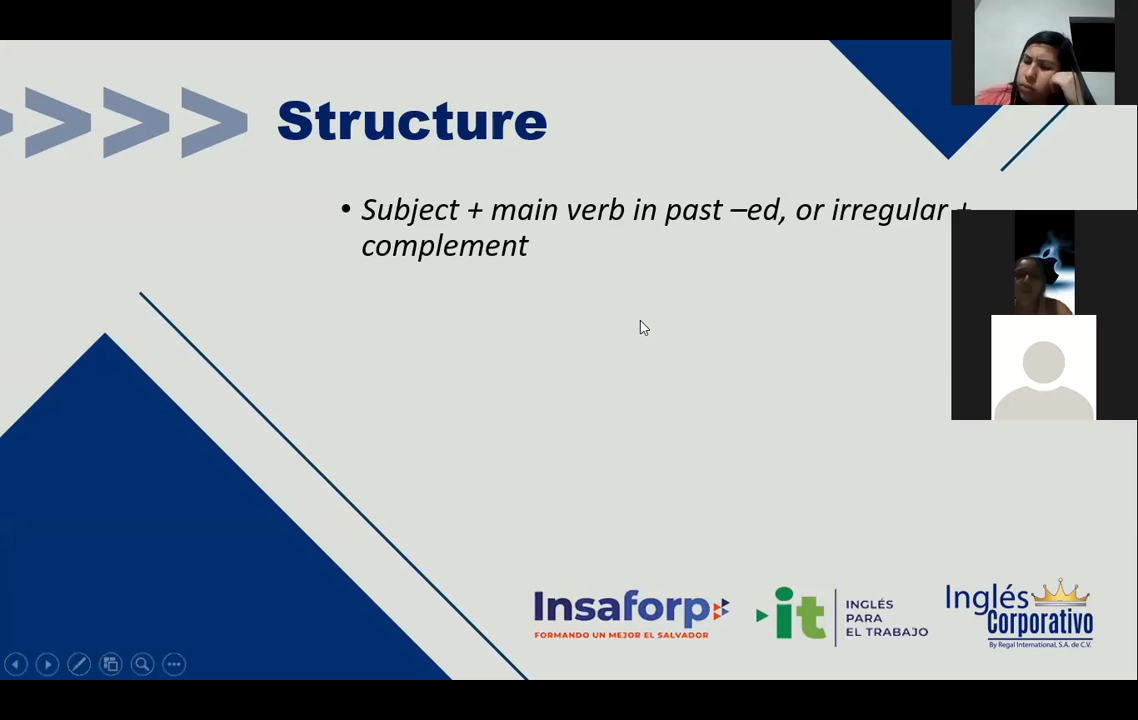 Structure
• Subject + main verb in past –ed, or irregular +
complement
Insaforp
FORMANDO UN MEJOR EL SALVADOR
it
INGLÉS
PARA
EL TRABAJO
Inglés
Corporativo
By Regal International, S.A. de C.V.